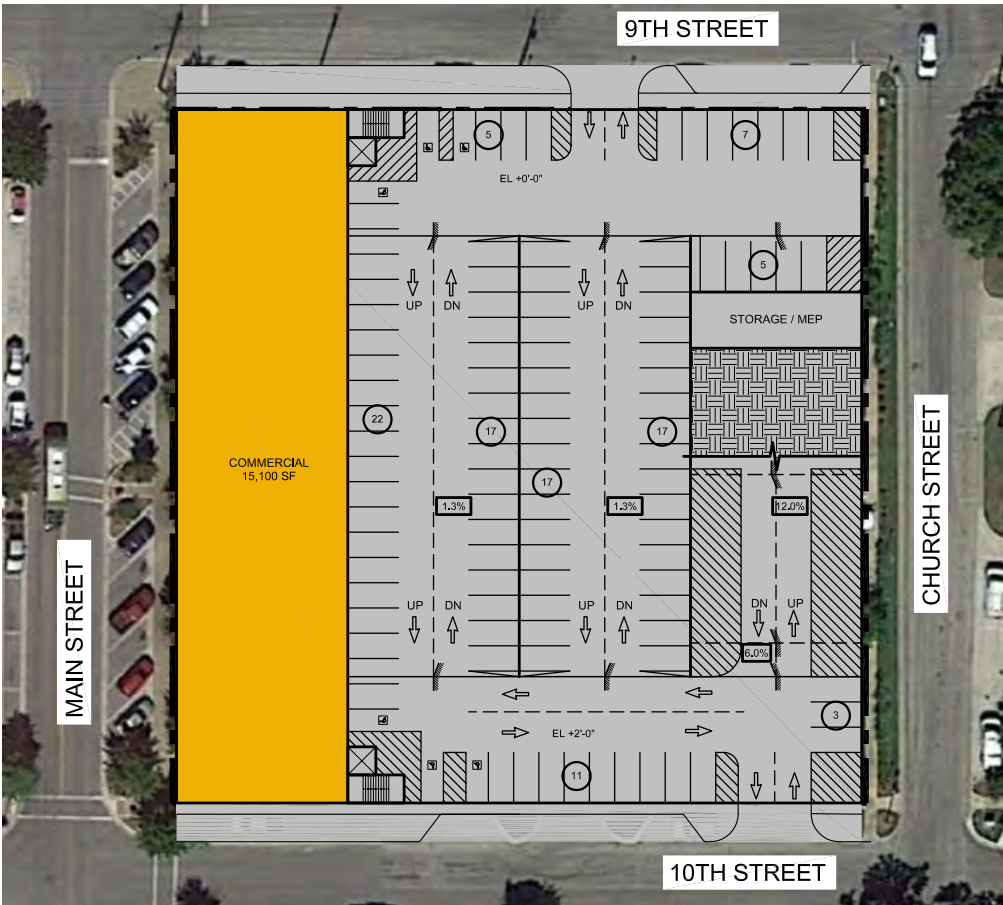 9TH STREET
5
7
EL +0'-0"
5
UP
DN
UP
DN
STORAGE / MEP
22
17
17
COMMERCIAL
15,100 SF
17
1.3%
1.3%
12.0%
MAIN STREET
CHURCH STREET
UP
DN
UP
DN
DN
UP
6.0%
3
EL +2'-0"
11
10TH STREET